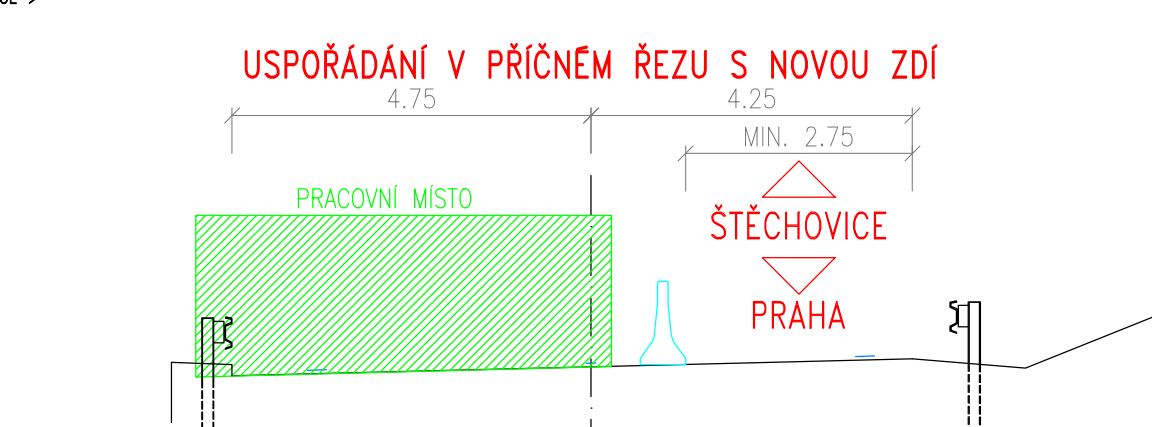 USPOŘÁDÁNÍ V PŘÍČNÉM ŘEZU S NOVOU ZDÍ
4.75 4.25
MIN. 2.75
PRACOVNÍ MÍSTO
ŠTĚCHOVICE
PRAHA